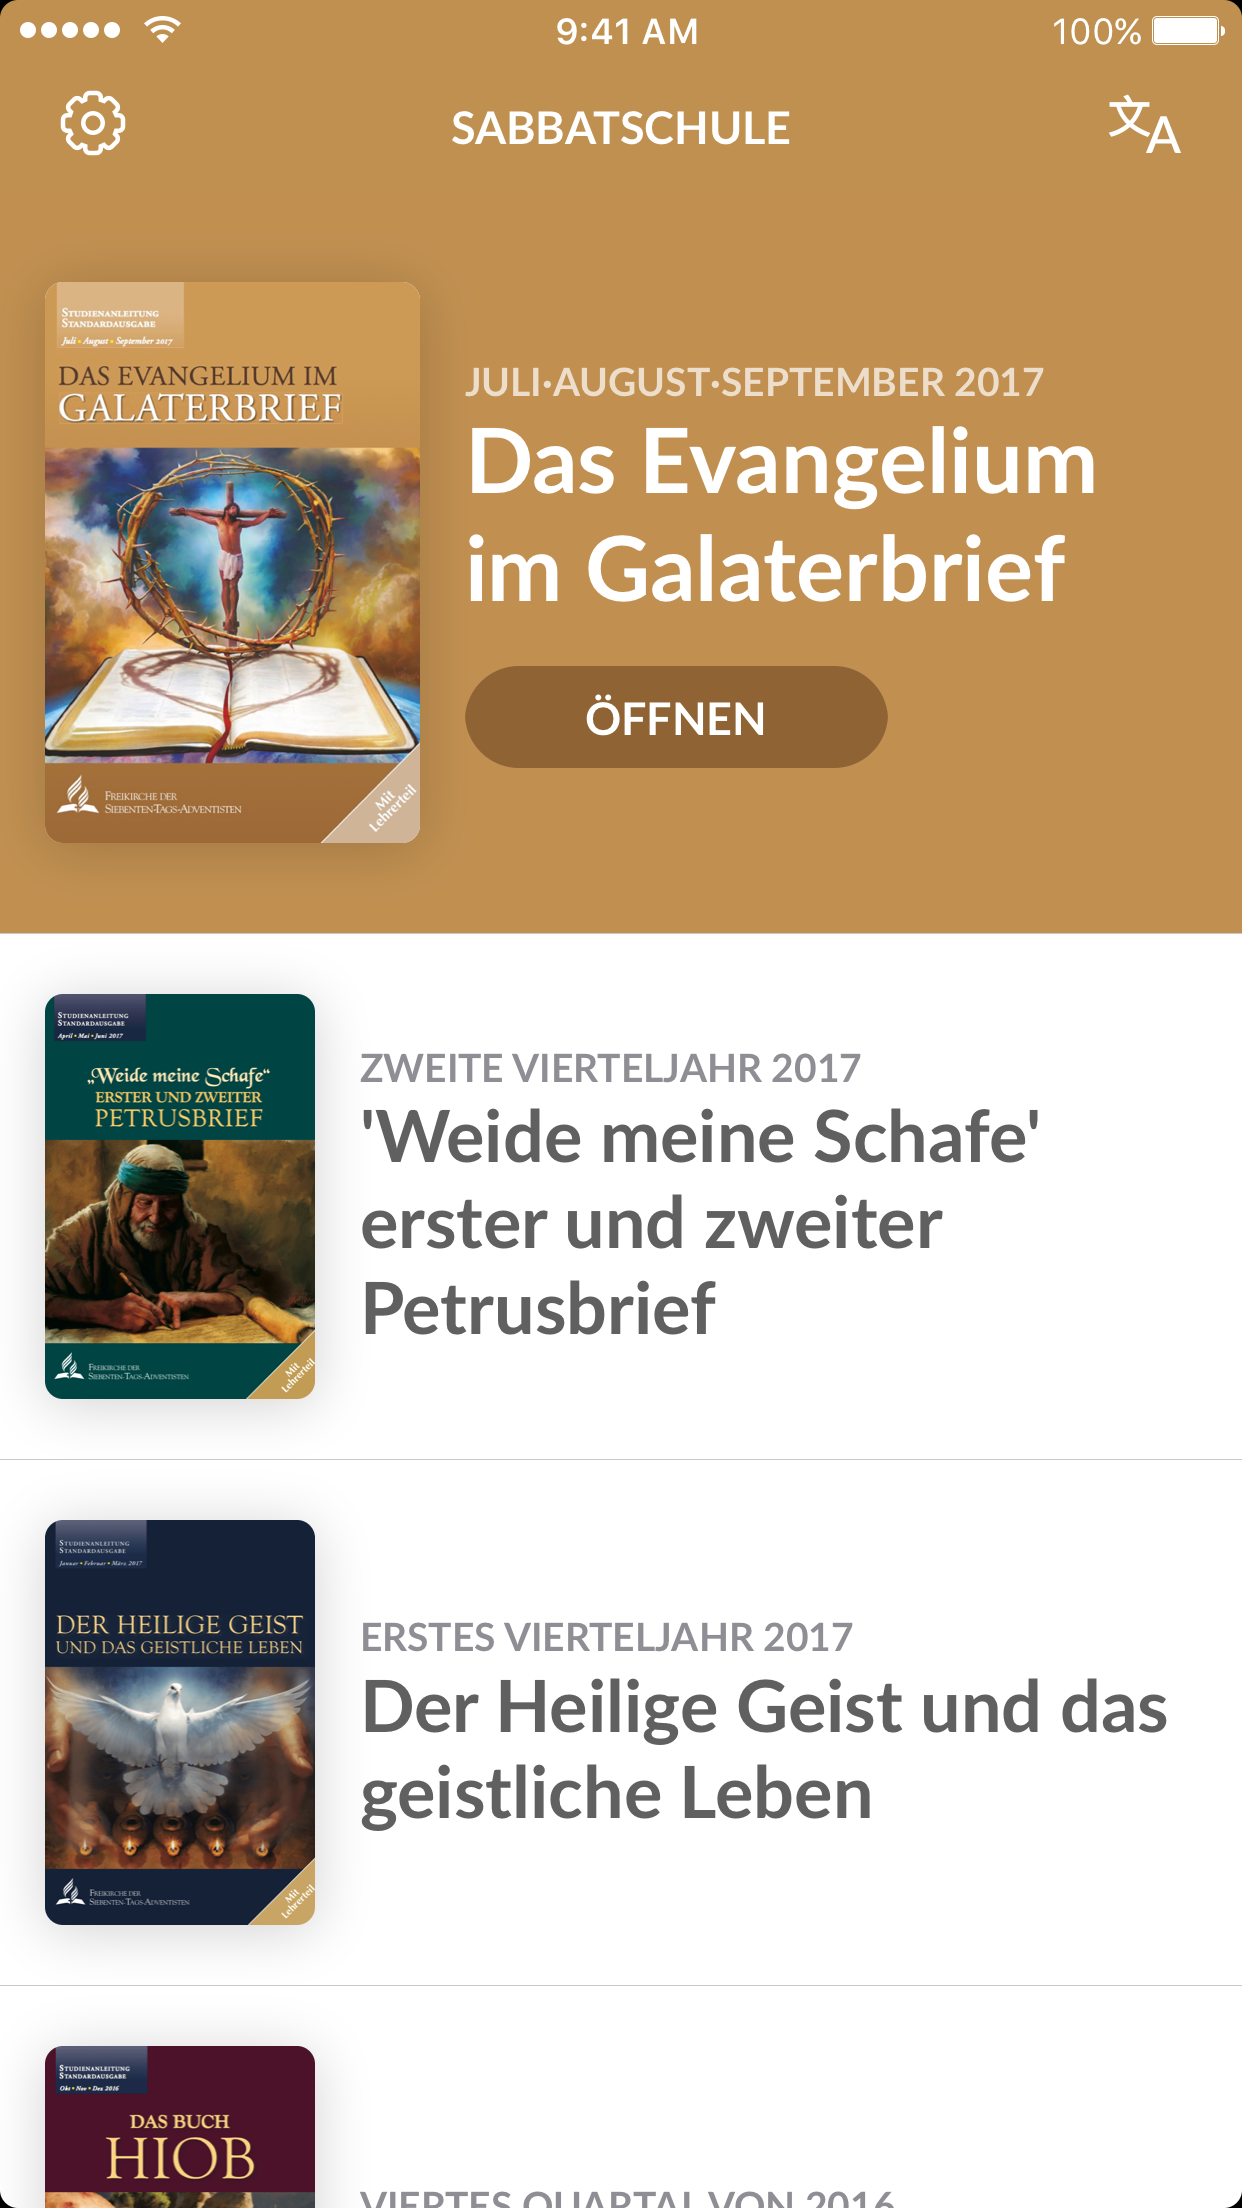 9:41 AM
100%
SABBATSCHULE
文A
STUDIENANLEITUNG
STANDARDAUSGABE
Juli • August • September 2017
DAS EVANGELIUM IM
GALATERBRIEF
FREIKIRCHE DER
SIEBENTEN-TAGS-ADVENTISTEN
Mit
Lehrerteil
JULI·AUGUST·SEPTEMBER 2017
Das Evangelium
im Galaterbrief
ÖFFNEN
STUDIENANLEITUNG
STANDARDAUSGABE
April • Mai • Juni 2017
„Weide meine Schafe“
ERSTER UND ZWEITER
PETRUSBRIEF
FREIKIRCHE DER
SIEBENTEN-TAGS-ADVENTISTEN
Mit
Lehrerteil
ZWEITE VIERTELJAHR 2017
'Weide meine Schafe'
erster und zweiter
Petrusbrief
STUDIENANLEITUNG
STANDARDAUSGABE
Januar • Februar • März 2017
DER HEILIGE GEIST
UND DAS GEISTLICHE LEBEN
FREIKIRCHE DER
SIEBENTEN-TAGS-ADVENTISTEN
Mit
Lehrerteil
ERSTES VIERTELJAHR 2017
Der Heilige Geist und das
geistliche Leben
STUDIENANLEITUNG
STANDARDAUSGABE
Okt • Nov • Dez 2016
DAS BUCH
HIOB
VIERTES QUARTAL VON 2016